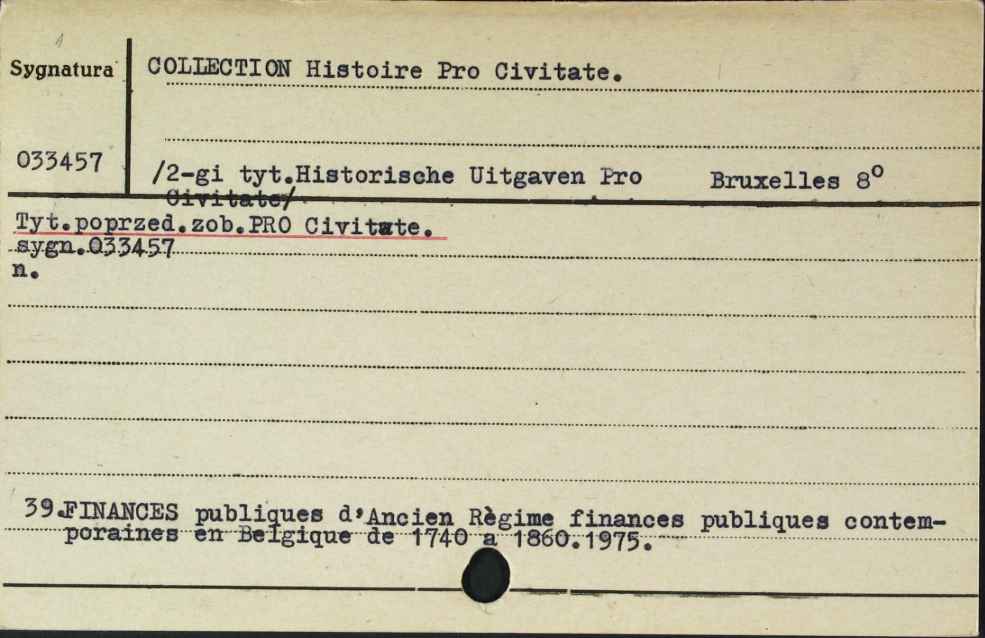 Sygnatura
COLLECTION Histoire Pro Civitate.
033457
/2-gi tyt.Historische Uitgaven Pro Bruxelles 8º
Civitate/
Tyt.poprzed.zob.PRO Civitate.
sygn.033457
n.
39.FINANCES publiques d'Ancien Règime finances publiques contem-
poraines en Belgique de 1740 a 1860.1975.